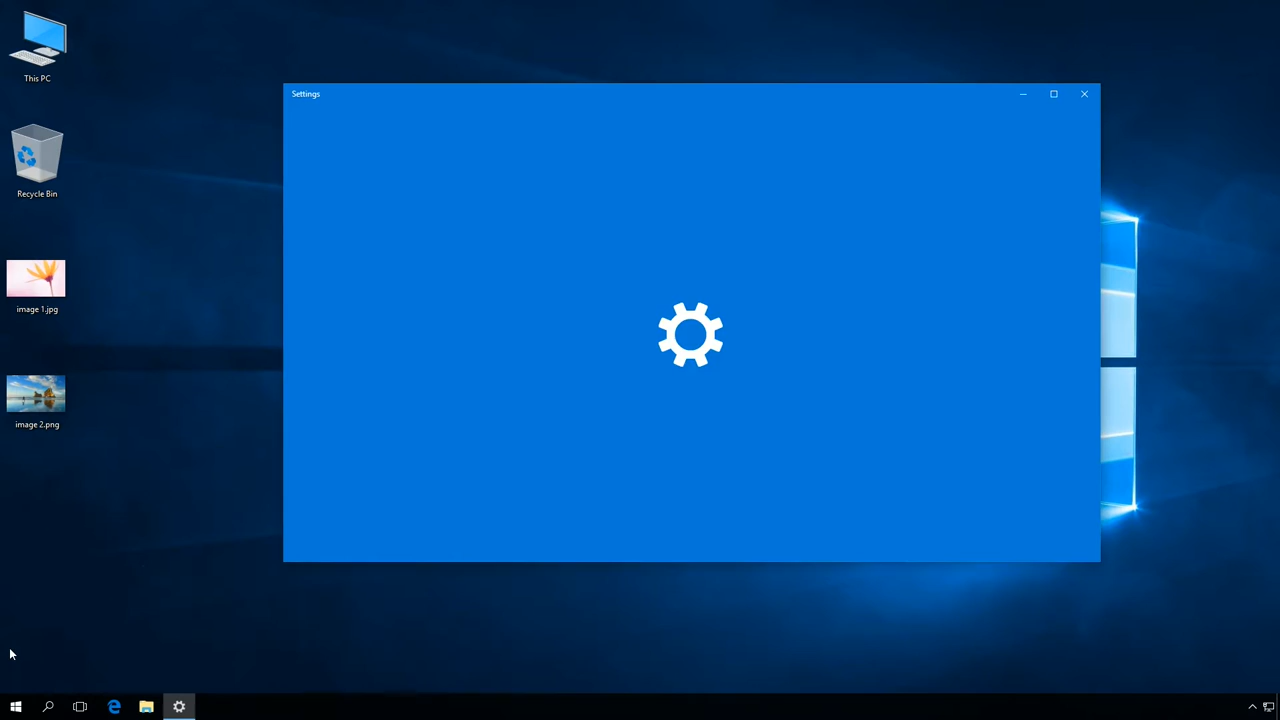 This PC
Recycle Bin
image 1.jpg
image 2.png
Settings